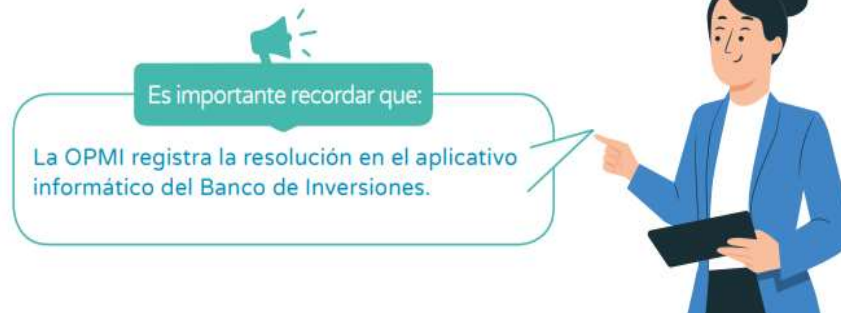 Es importante recordar que:
La OPMI registra la resolución en el aplicativo
informático del Banco de Inversiones.